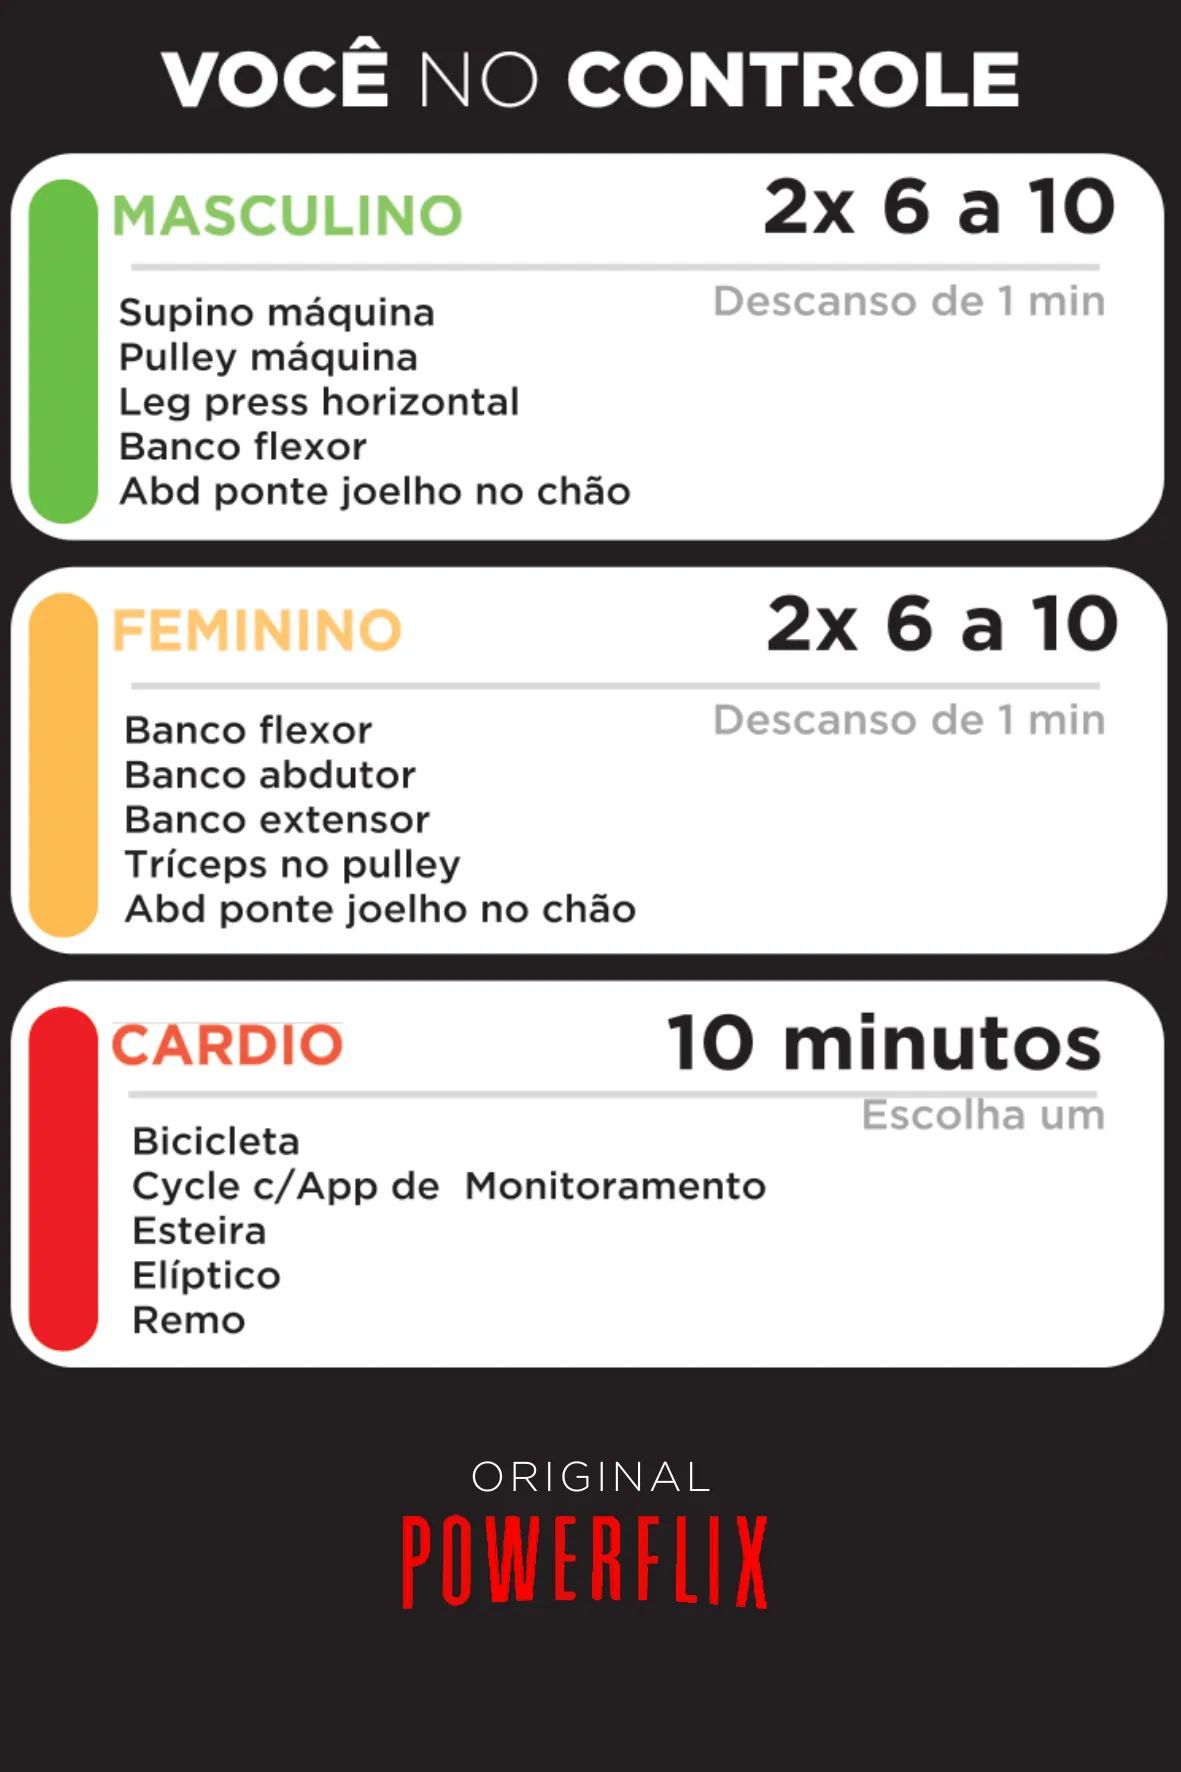 VOCÊ NO CONTROLE
MASCULINO
2x 6 a 10
Descanso de 1 min
Supino máquina
Pulley máquina
Leg press horizontal
Banco flexor
Abd ponte joelho no chão
FEMININO
2x 6 a 10
Descanso de 1 min
Banco flexor
Banco abdutor
Banco extensor
Tríceps no pulley
Abd ponte joelho no chão
CARDIO
10 minutos
Escolha um
Bicicleta
Cycle c/App de  Monitoramento
Esteira
Elíptico
Remo
ORIGINAL
POWERFLIX